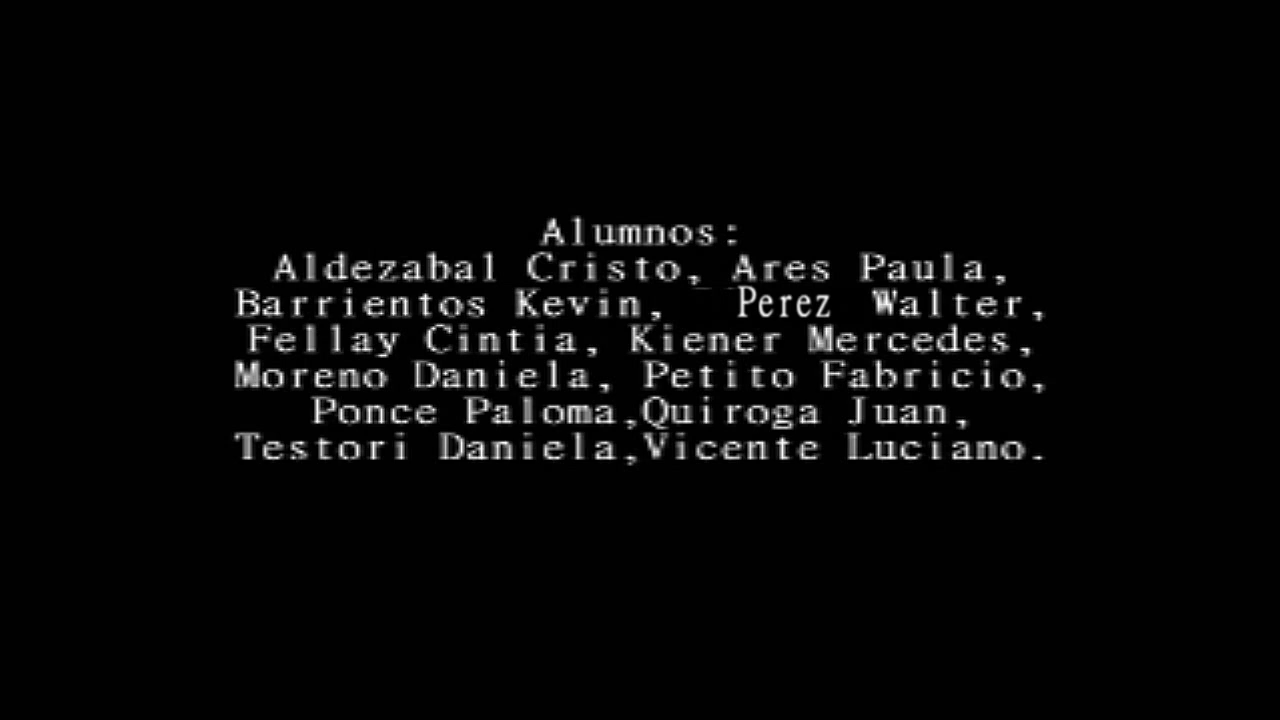 Alumnos:
Aldezabal Cristo, Ares Paula,
Barrientos Kevin, Perez Walter,
Fellay Cintia, Kiener Mercedes,
Moreno Daniela, Petito Fabricio,
Ponce Paloma,Quiroga Juan,
Testori Daniela,Vicente Luciano.